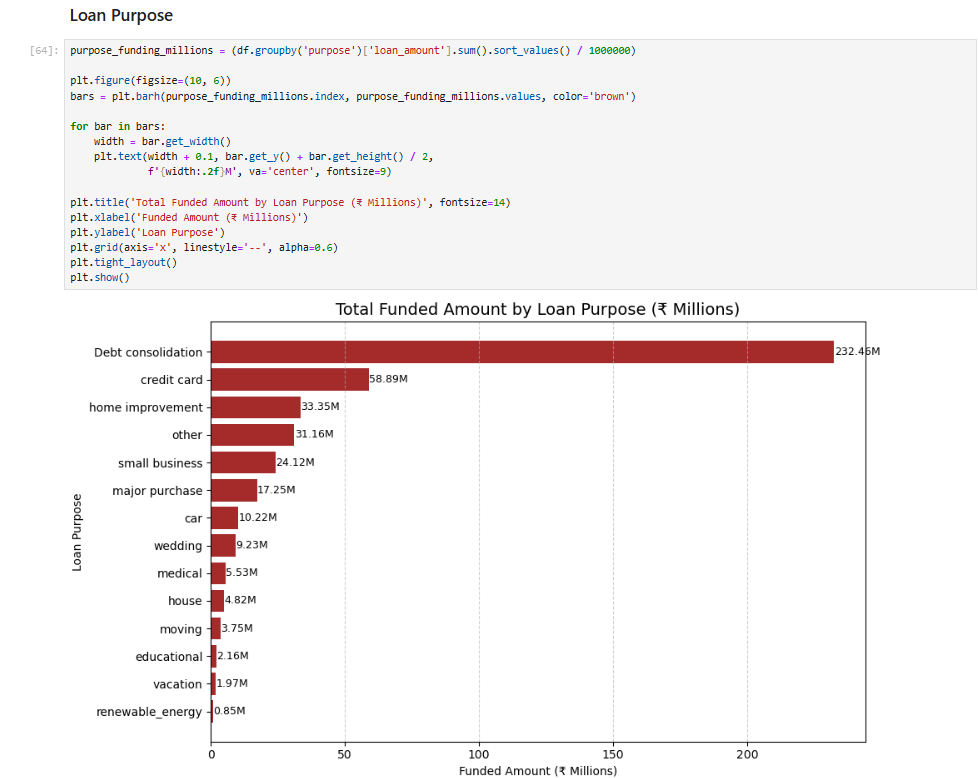 Loan Purpose
[64]: purpose_funding_millions = (df.groupby('purpose')['loan_amount'].sum().sort_values() / 1000000)
plt.figure(figsize=(10, 6))
bars = plt.barh(purpose_funding_millions.index, purpose_funding_millions.values, color='brown')
for bar in bars:
    width = bar.get_width()
    plt.text(width + 0.1, bar.get_y() + bar.get_height() / 2,
             f'{width:.2f}M', va='center', fontsize=9)
plt.title('Total Funded Amount by Loan Purpose (₹ Millions)', fontsize=14)
plt.xlabel('Funded Amount (₹ Millions)')
plt.ylabel('Loan Purpose')
plt.grid(axis='x', linestyle='--', alpha=0.6)
plt.tight_layout()
plt.show()
Total Funded Amount by Loan Purpose (₹ Millions)
Debt consolidation 232.46M
credit card 58.89M
home improvement 33.35M
other 31.16M
small business 24.12M
major purchase 17.25M
car 10.22M
wedding 9.23M
medical 5.53M
house 4.82M
moving 3.75M
educational 2.16M
vacation 1.97M
renewable_energy 0.85M
Loan Purpose
0 50 100 150 200
Funded Amount (₹ Millions)